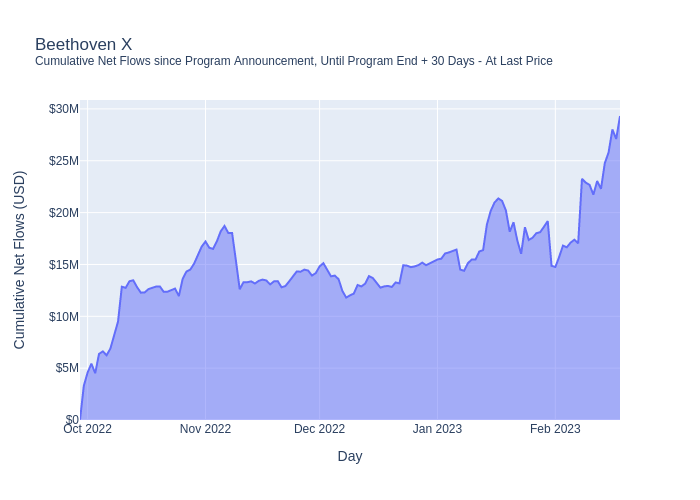 Beethoven X
Cumulative Net Flows since Program Announcement, Until Program End + 30 Days - At Last Price
Cumulative Net Flows (USD)
$30M
$25M
$20M
$15M
$10M
$5M
$0
Oct 2022
Nov 2022
Dec 2022
Jan 2023
Feb 2023
Day